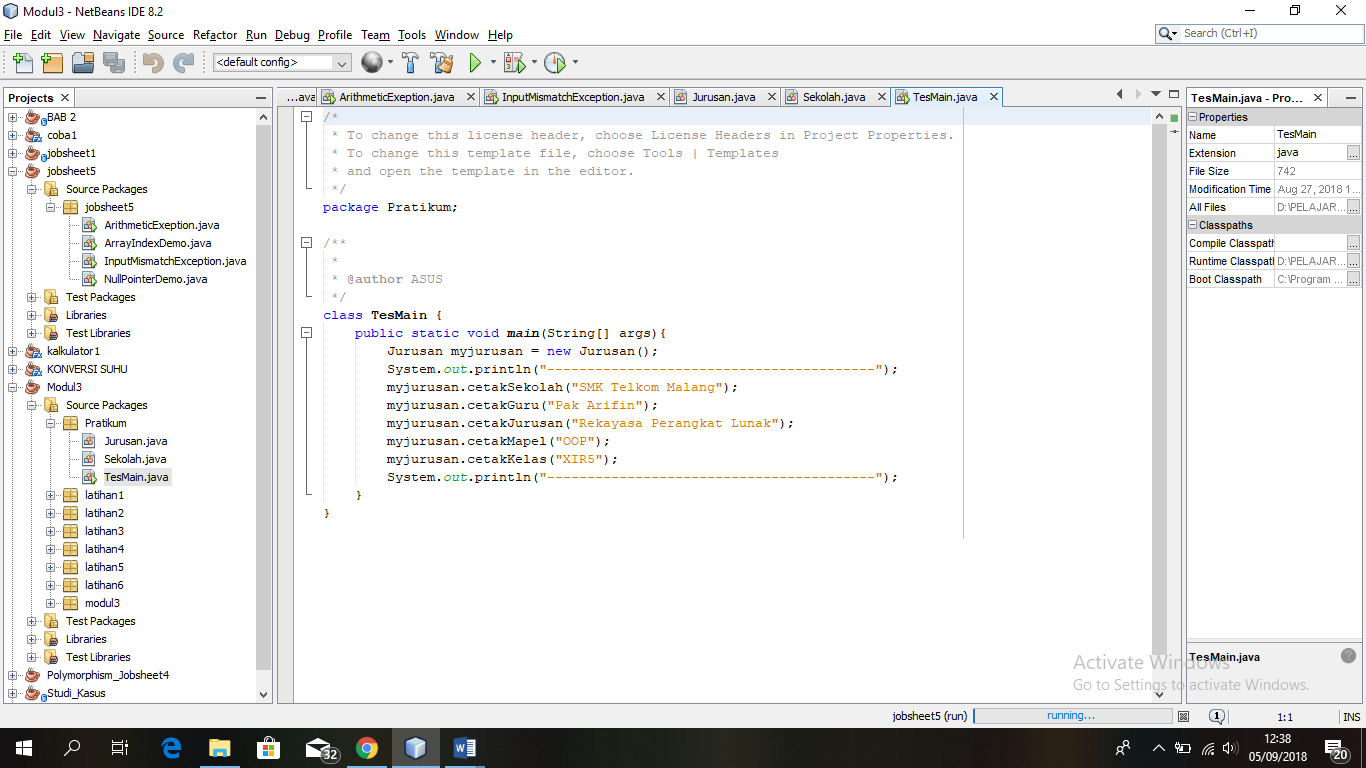 Modul3 - NetBeans IDE 8.2
File Edit View Navigate Source Refactor Run Debug Profile Team Tools Window Help
Search (Ctrl+I)
<default config>
Projects
BAB 2
coba1
jobsheet1
jobsheet5
Source Packages
jobsheet5
ArithmeticExeption.java
ArrayIndexDemo.java
InputMismatchException.java
NullPointerDemo.java
Test Packages
Libraries
Test Libraries
kalkulator1
KONVERSI SUHU
Modul3
Source Packages
Pratikum
Jurusan.java
Sekolah.java
TesMain.java
latihan1
latihan2
latihan3
latihan4
latihan5
latihan6
modul3
Test Packages
Libraries
Test Libraries
Polymorphism_Jobsheet4
Studi_Kasus
...ava ArithmeticExeption.java InputMismatchException.java Jurusan.java Sekolah.java TesMain.java
/*
* To change this license header, choose License Headers in Project Properties.
* To change this template file, choose Tools | Templates
* and open the template in the editor.
*/
package Pratikum;
/**
*
* @author ASUS
*/
class TesMain {
public static void main(String[] args){
Jurusan myjurusan = new Jurusan();
System.out.println("-----------------------------------------");
myjurusan.cetakSekolah("SMK Telkom Malang");
myjurusan.cetakGuru("Pak Arifin");
myjurusan.cetakJurusan("Rekayasa Perangkat Lunak");
myjurusan.cetakMapel("OOP");
myjurusan.cetakKelas("XIR5");
System.out.println("-----------------------------------------");
}
}
TesMain.java - Pro...
Properties
Name TesMain
Extension java ...
File Size 742
Modification Time Aug 27, 2018 1...
All Files D:\PELAJAR... ...
Classpaths
Compile Classpath ...
Runtime Classpath D:\PELAJAR... ...
Boot Classpath C:\Program ... ...
TesMain.java
Activate Windows
Go to Settings to activate Windows.
jobsheet5 (run) running... 1 1:1 INS
32
12:38
05/09/2018
20